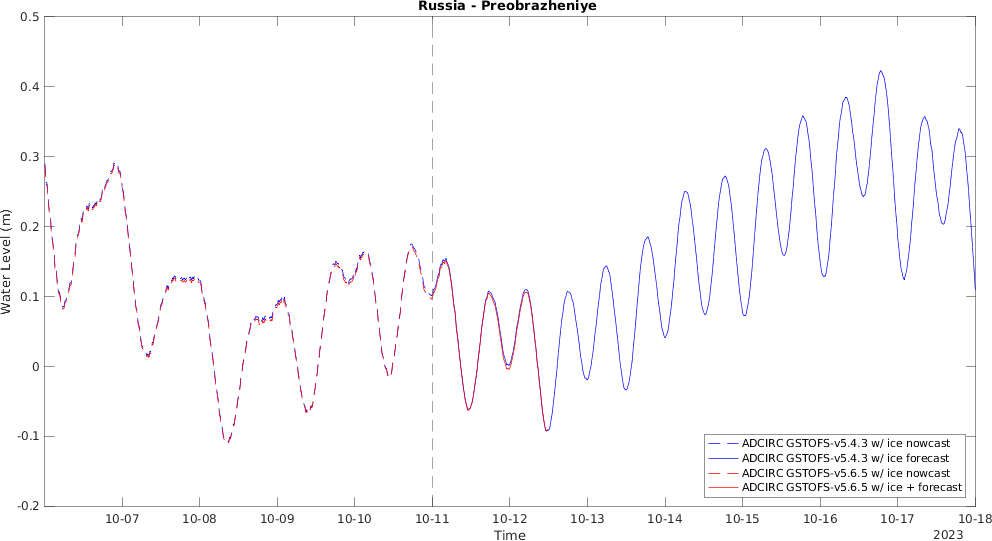 Russia - Preobrazheniye
0.5
0.4
0.3
0.2
0.1
0
-0.1
-0.2
Water Level (m)
ADCIRC GSTOFS-v5.4.3 w/ ice nowcast
ADCIRC GSTOFS-v5.4.3 w/ ice forecast
ADCIRC GSTOFS-v5.6.5 w/ ice nowcast
ADCIRC GSTOFS-v5.6.5 w/ ice + forecast
10-07 10-08 10-09 10-10 10-11 10-12 10-13 10-14 10-15 10-16 10-17 10-18
Time
2023